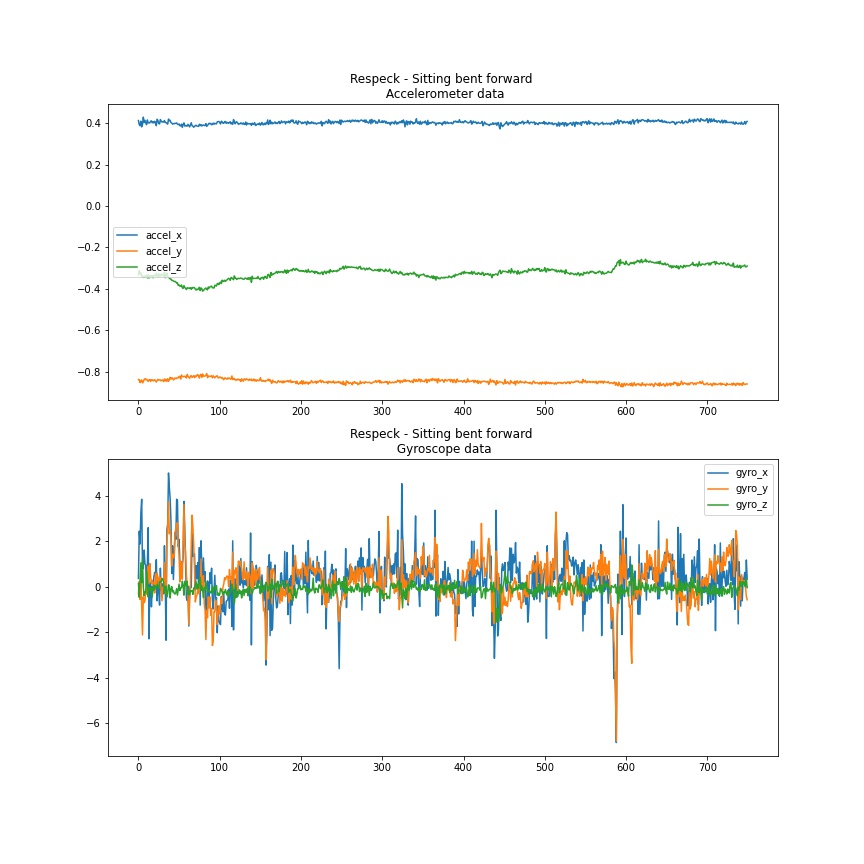 Respeck - Sitting bent forward
Accelerometer data
0.4
0.2
0.0
−0.2
−0.4
−0.6
−0.8
accel_x
accel_y
accel_z
0 100 200 300 400 500 600 700
Respeck - Sitting bent forward
Gyroscope data
4
2
0
−2
−4
−6
gyro_x
gyro_y
gyro_z
0 100 200 300 400 500 600 700